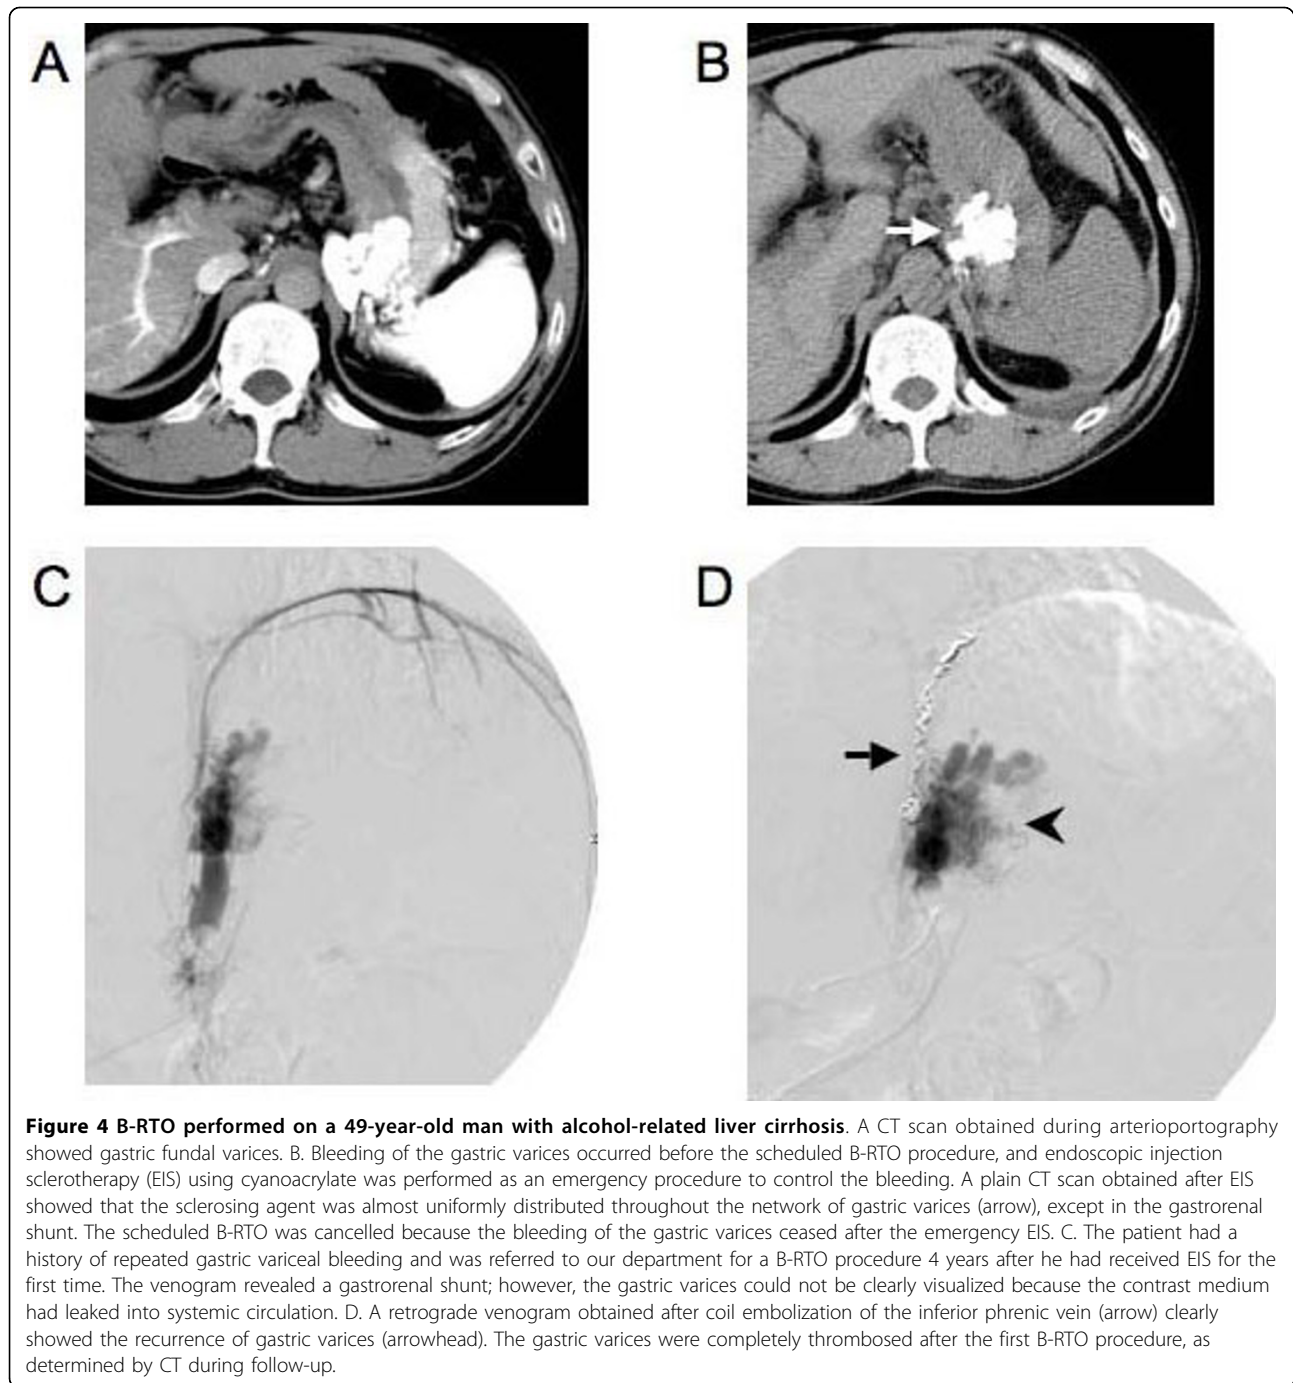 A
B
C
D
Figure 4 B-RTO performed on a 49-year-old man with alcohol-related liver cirrhosis. A CT scan obtained during arterioportography
showed gastric fundal varices. B. Bleeding of the gastric varices occurred before the scheduled B-RTO procedure, and endoscopic injection
sclerotherapy (EIS) using cyanoacrylate was performed as an emergency procedure to control the bleeding. A plain CT scan obtained after EIS
showed that the sclerosing agent was almost uniformly distributed throughout the network of gastric varices (arrow), except in the gastrorenal
shunt. The scheduled B-RTO was cancelled because the bleeding of the gastric varices ceased after the emergency EIS. C. The patient had a
history of repeated gastric variceal bleeding and was referred to our department for a B-RTO procedure 4 years after he had received EIS for the
first time. The venogram revealed a gastrorenal shunt; however, the gastric varices could not be clearly visualized because the contrast medium
had leaked into systemic circulation. D. A retrograde venogram obtained after coil embolization of the inferior phrenic vein (arrow) clearly
showed the recurrence of gastric varices (arrowhead). The gastric varices were completely thrombosed after the first B-RTO procedure, as
determined by CT during follow-up.